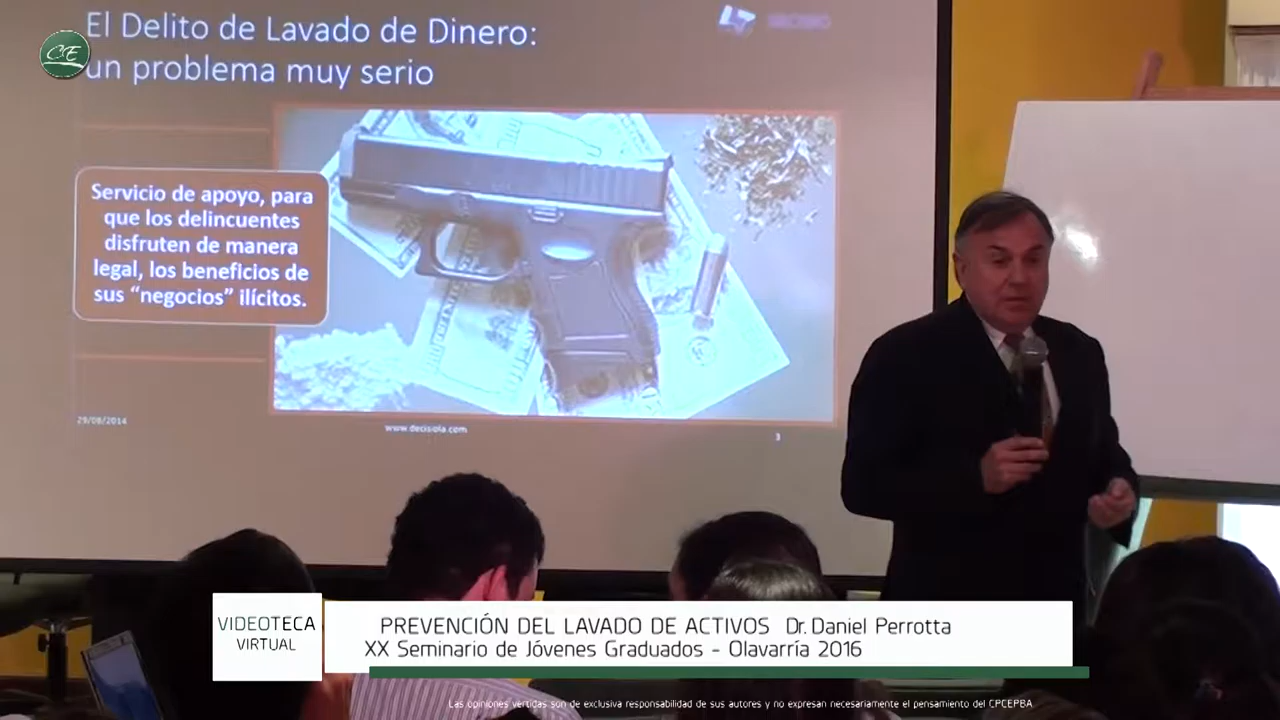 El Delito de Lavado de Dinero:
un problema muy serio
CE
Servicio de apoyo, para
que los delincuentes
disfruten de manera
legal, los beneficios de
sus “negocios” ilícitos.
29/08/2014
www.decisiola.com
3
VIDEOTECA
VIRTUAL
PREVENCIÓN DEL LAVADO DE ACTIVOS Dr. Daniel Perrotta
XX Seminario de Jóvenes Graduados - Olavarría 2016
Las opiniones vertidas son de exclusiva responsabilidad de sus autores y no expresan necesariamente el pensamiento del CPCEPBA